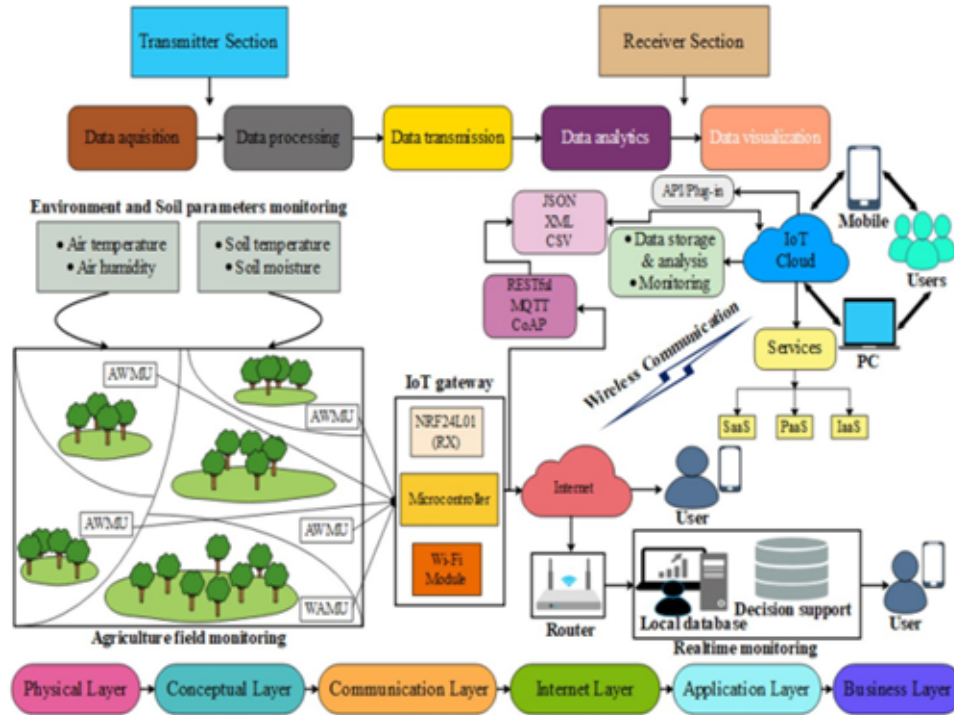 Transmitter Section
Receiver Section
Data aquisition
Data processing
Data transmission
Data analytics
Data visualization
Environment and Soil parameters monitoring
• Air temperature
• Air humidity
• Soil temperature
• Soil moisture
JSON
XML
CSV
API/Plug-in
• Data storage
& analysis
• Monitoring
IoT
Cloud
Mobile
Users
PC
RESTful
MQTT
CoAP
Wireless Communication
Services
SaaS
PaaS
IaaS
AWMU
AWMU
AWMU
AWMU
WAMU
Agriculture field monitoring
IoT gateway
NRF24L01
(RX)
Microcontroller
Wi-Fi
Module
Internet
User
Router
Local database
Decision support
Realtime monitoring
User
Physical Layer
Conceptual Layer
Communication Layer
Internet Layer
Application Layer
Business Layer